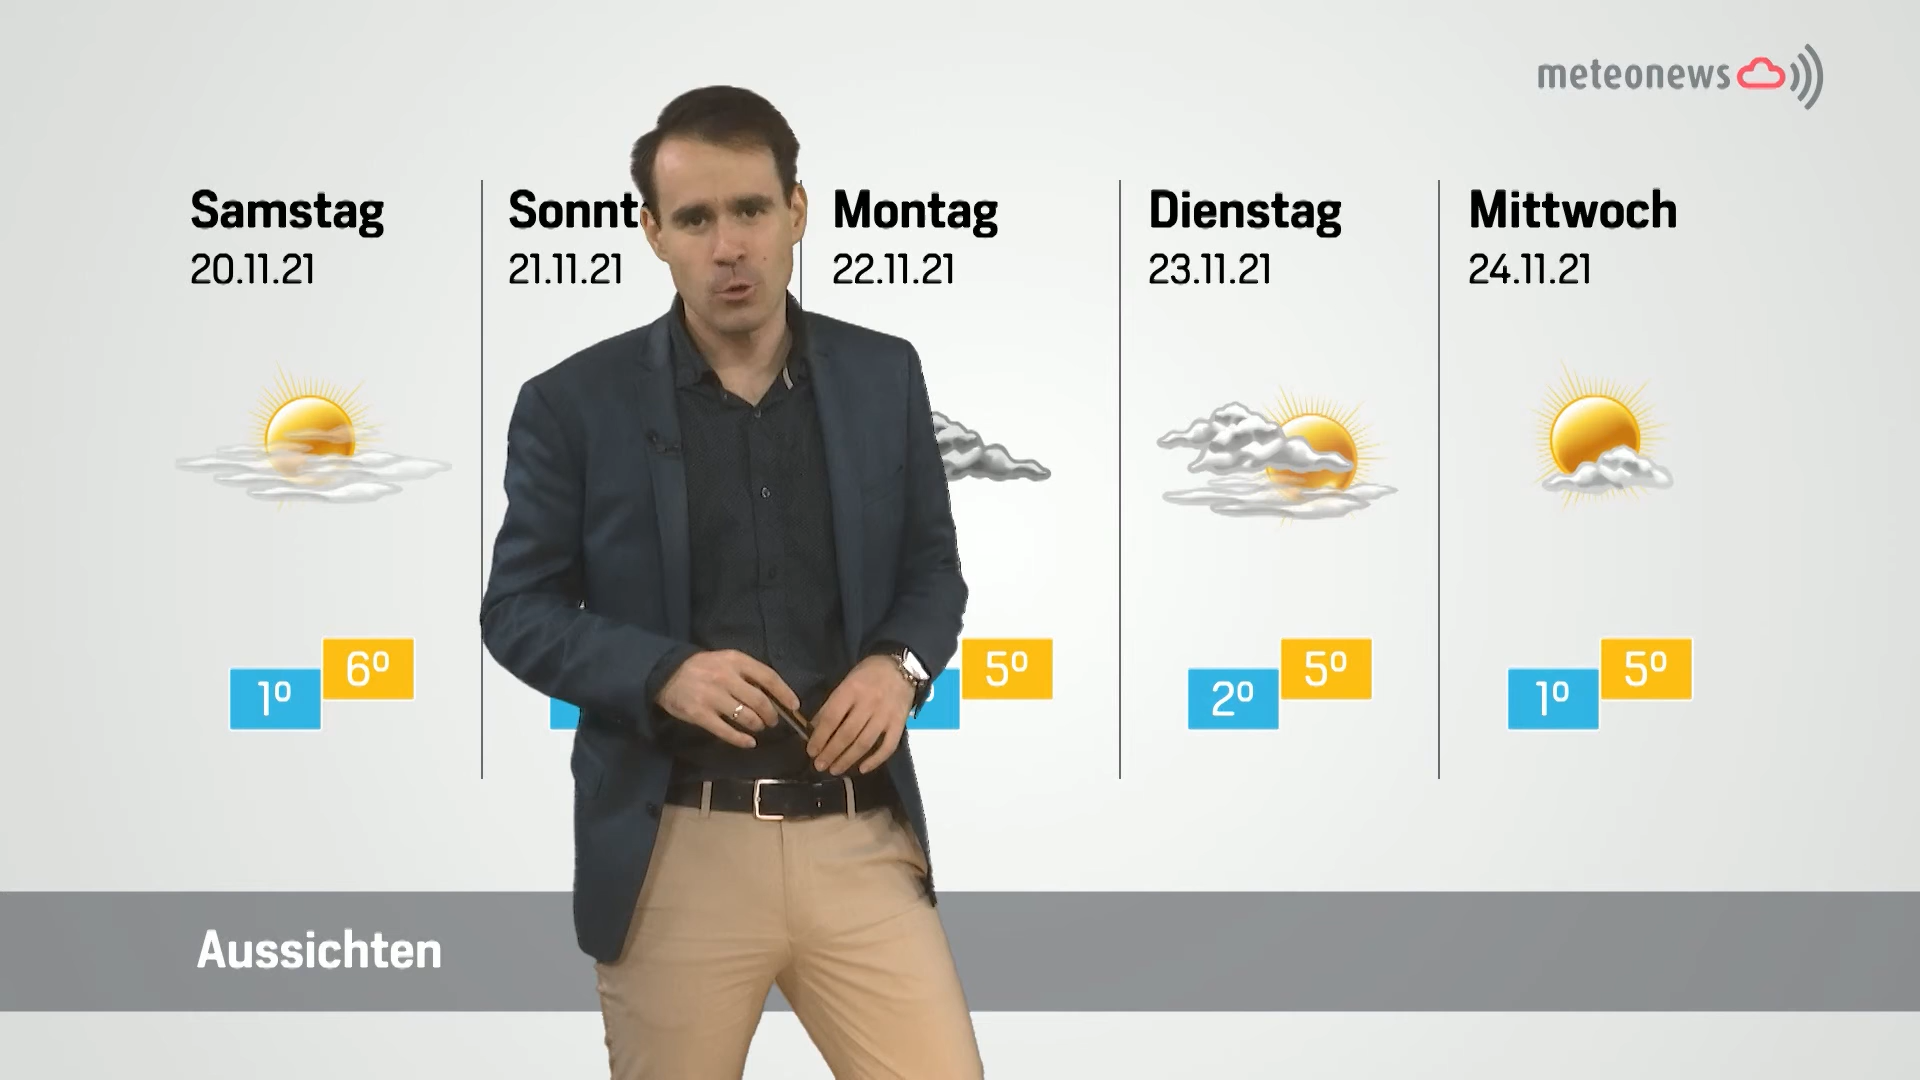 meteonews
Samstag
20.11.21
21.11.21
Montag
22.11.21
Dienstag
23.11.21
Mittwoch
24.11.21
1° 6°
5°
2° 5°
1° 5°
Aussichten